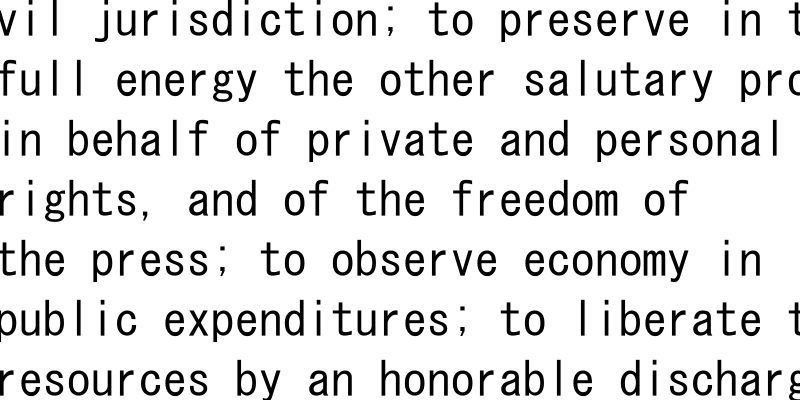 vil jurisdiction; to preserve in t
full energy the other salutary pro
in behalf of private and personal
rights, and of the freedom of
the press; to observe economy in
public expenditures; to liberate t
resources by an honorable discharg